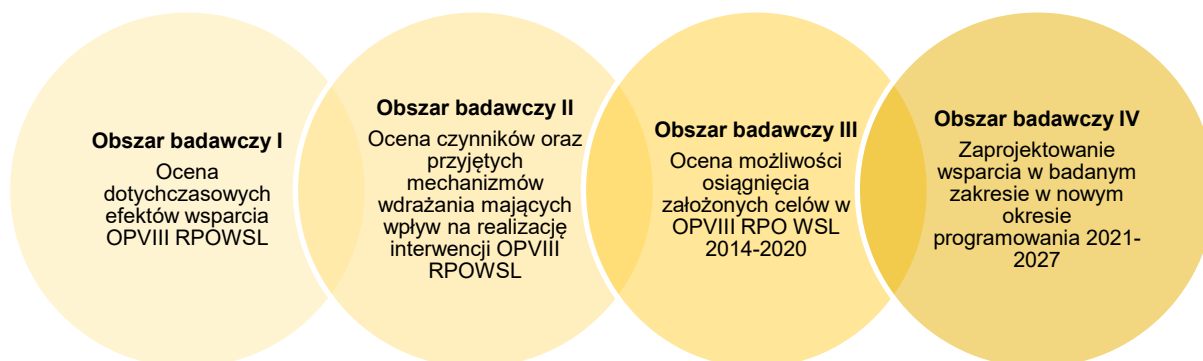 Obszar badawczy I
Ocena
dotychczasowych
efektów wsparcia
OPVIII RPOWSL
Obszar badawczy II
Ocena czynników oraz
przyjętych
mechanizmów
wdrażania mających
wpływ na realizację
interwencji OPVIII
RPOWSL
Obszar badawczy III
Ocena możliwości
osiągnięcia
założonych celów w
OPVIII RPO WSL
2014-2020
Obszar badawczy IV
Zaprojektowanie
wsparcia w badanym
zakresie w nowym
okresie
programowania 2021-
2027